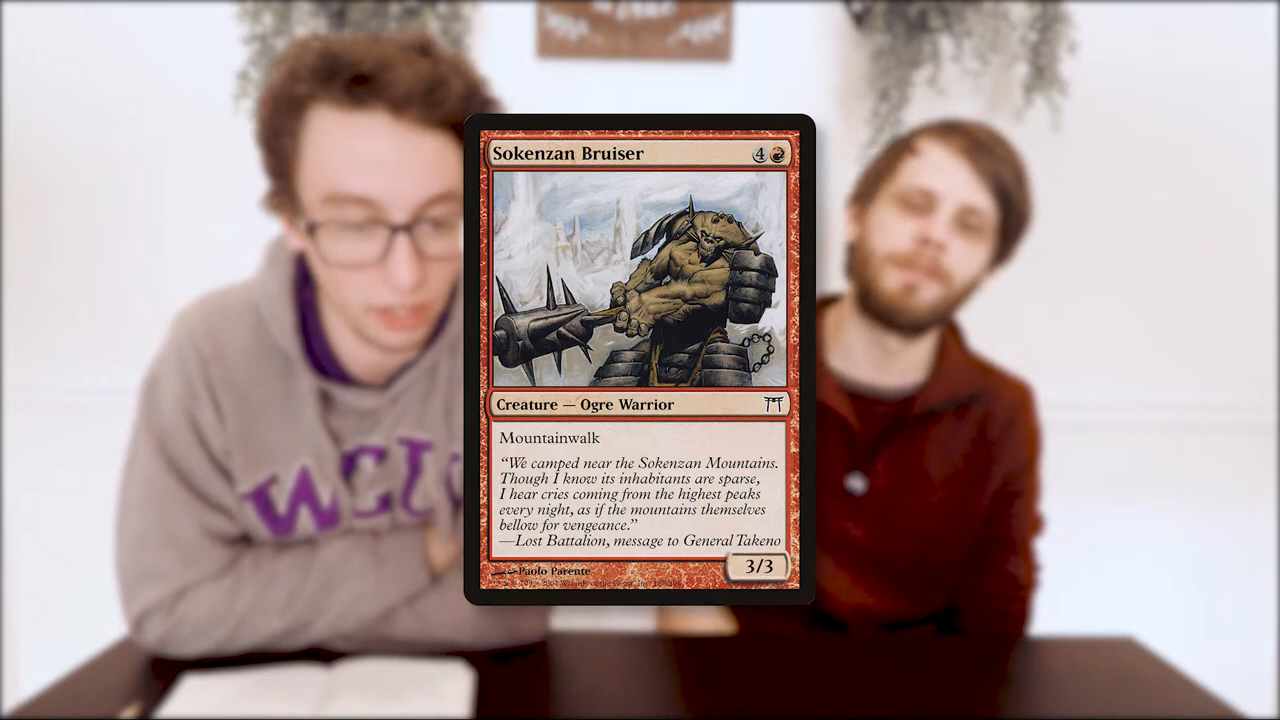 Sokenzan Bruiser 4
Creature — Ogre Warrior
Mountainwalk
“We camped near the Sokenzan Mountains.
Though I know its inhabitants are sparse,
I hear cries coming from the highest peaks
every night, as if the mountains themselves
bellow for vengeance.”
—Lost Battalion, message to General Takeno
3/3
Paolo Parente
WCU